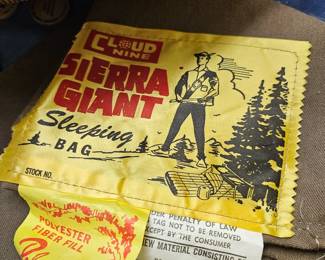 CLOUD
NINE
SIERRA
GIANT
Sleeping
BAG
STOCK NO.
POLYESTER
FIBER FILL
UNDER PENALTY OF LAW
TAG NOT TO BE REMOVED
EXCEPT BY THE CONSUMER
NEW MATERIAL CONSISTING OF